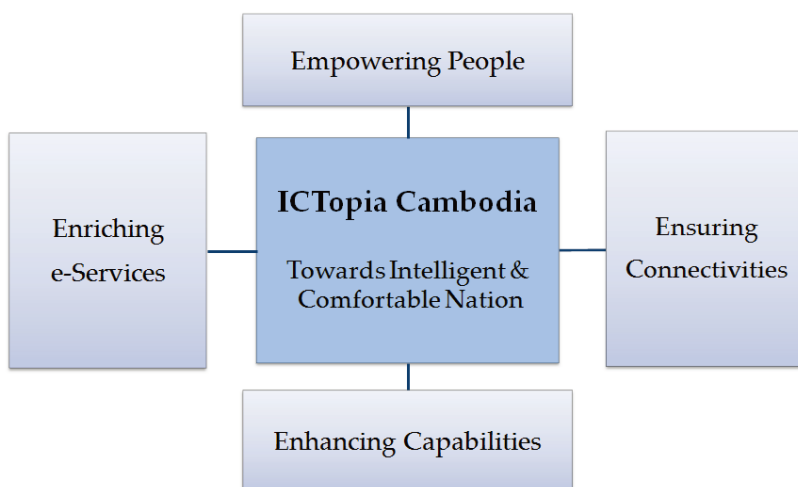 Empowering People
ICTopia Cambodia
Towards Intelligent &
Comfortable Nation
Enriching
e-Services
Ensuring
Connectivities
Enhancing Capabilities